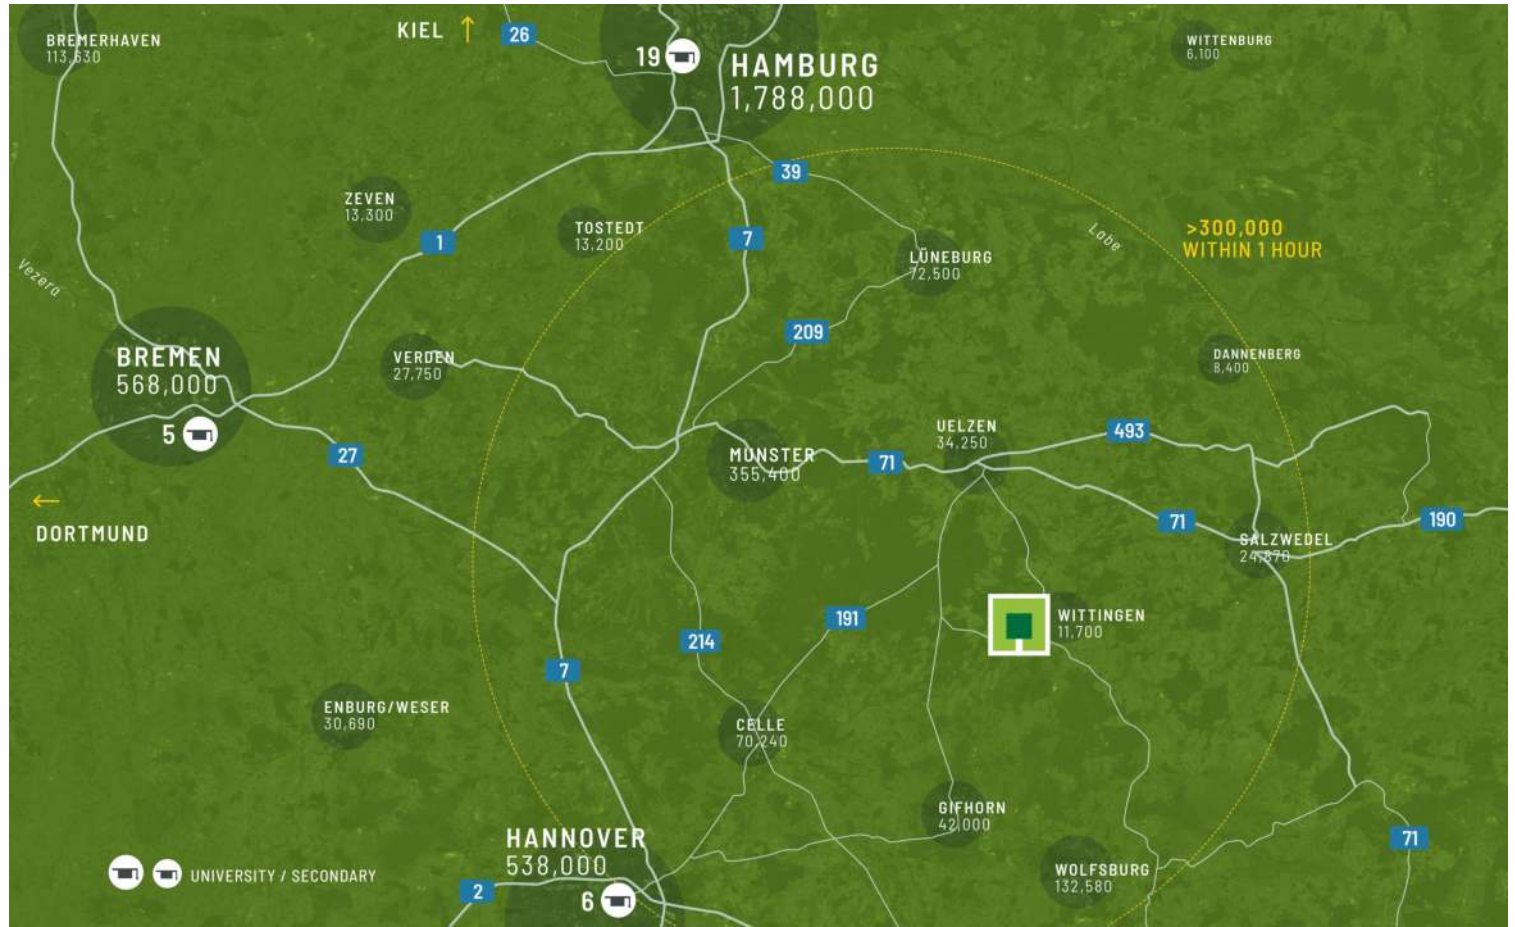 BREMERHAVEN
113,630
KIEL
26
19
HAMBURG
1,788,000
WITTENBURG
6,100
39
ZEVEN
13,300
1
TOSTEDT
13,200
7
LÜNEBURG
72,500
Labe
>300,000
WITHIN 1 HOUR
Vezera
BREMEN
568,000
5
VERDEN
27,750
209
DANNENBERG
8,400
27
MUNSTER
355,400
71
UELZEN
34,250
493
DORTMUND
71
190
SALZWEDEL
24,870
191
WITTINGEN
11,700
214
7
ENBURG/WESER
30,690
CELLE
70,240
GIFHORN
42,000
HANNOVER
538,000
6
2
71
WOLFSBURG
132,580
UNIVERSITY / SECONDARY